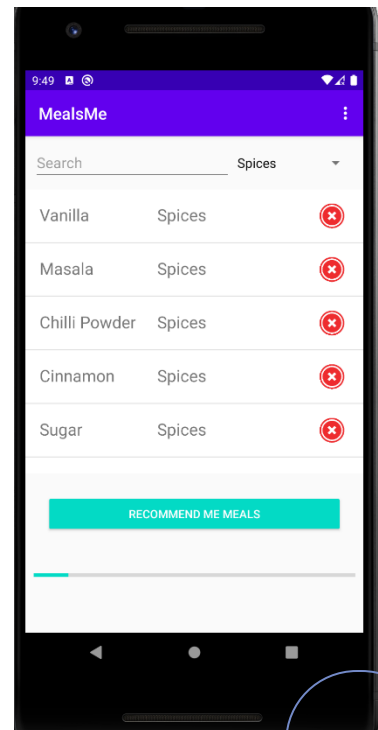 9:49
MealsMe
Search Spices
Vanilla Spices
Masala Spices
Chilli Powder Spices
Cinnamon Spices
Sugar Spices
RECOMMEND ME MEALS